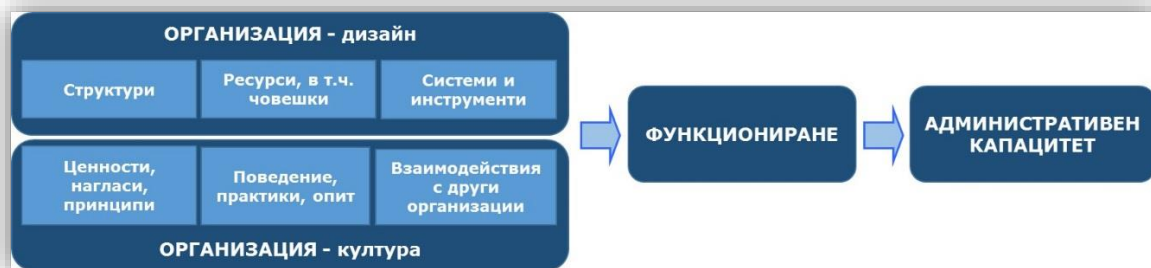 ОРГАНИЗАЦИЯ - дизайн
Структури
Ресурси, в т.ч.
човешки
Системи и
инструменти
Ценности,
нагласи,
принципи
Поведение,
практики, опит
Взаимодействия
с други
организации
ОРГАНИЗАЦИЯ - култура
ФУНКЦИОНИРАНЕ
АДМИНИСТРАТИВЕН
КАПАЦИТЕТ